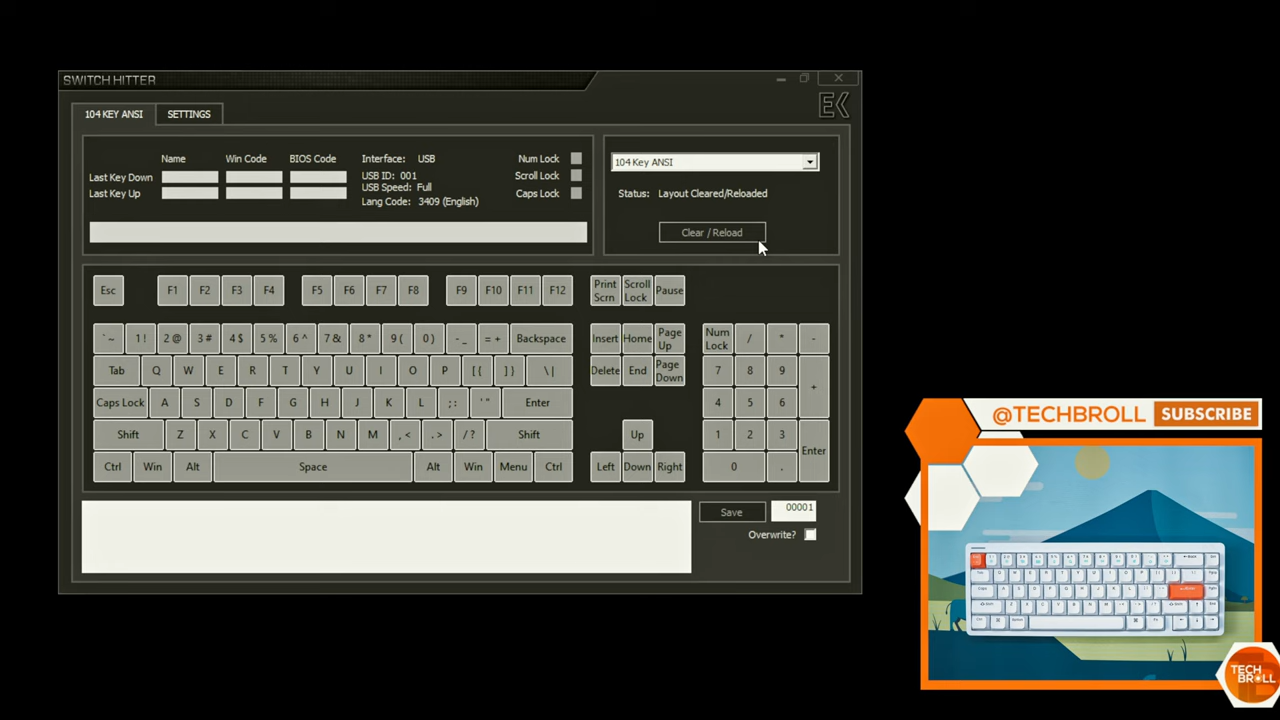 SWITCH HITTER
104 KEY ANSI SETTINGS
EK
Name Win Code BIOS Code Interface: USB Num Lock
Last Key Down USB ID: 001 Scroll Lock
USB Speed: Full
Last Key Up Lang Code: 3409 (English) Caps Lock
104 Key ANSI
Status: Layout Cleared/Reloaded
Clear / Reload
Esc F1 F2 F3 F4 F5 F6 F7 F8 F9 F10 F11 F12 Print Scrn Scroll Lock Pause
` ~ 1 ! 2 @ 3 # 4 $ 5 % 6 ^ 7 & 8 * 9 ( 0 ) - _ = + Backspace Insert Home Page Up Num Lock / * -
Tab Q W E R T Y U I O P [ { ] } \ | Delete End Page Down 7 8 9 +
Caps Lock A S D F G H J K L ; : ' " Enter 4 5 6
Shift Z X C V B N M , < . > / ? Shift Up 1 2 3 Enter
Ctrl Win Alt Space Alt Win Menu Ctrl Left Down Right 0 .
Save 00001
Overwrite?
@TECHBROLL SUBSCRIBE
TECH
BROLL